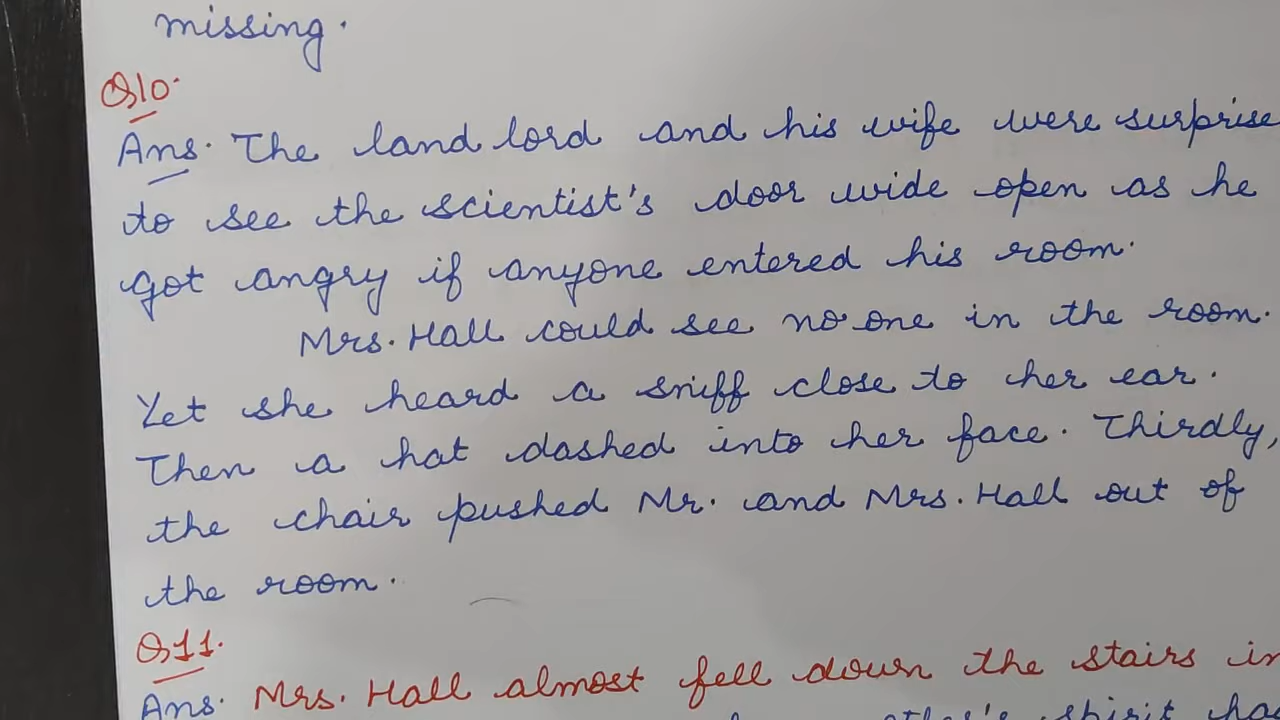 missing.
Q10.
Ans. The land lord and his wife were surprise
to see the scientist's door wide open as he
got angry if anyone entered his room.
Mrs. Hall could see no one in the room.
Yet she heard a sniff close to her ear.
Then a hat dashed into her face. Thirdly,
the chair pushed Mr. and Mrs. Hall out of
the room.
Q11.
Ans. Mrs. Hall almost fell down the stairs in
spirit